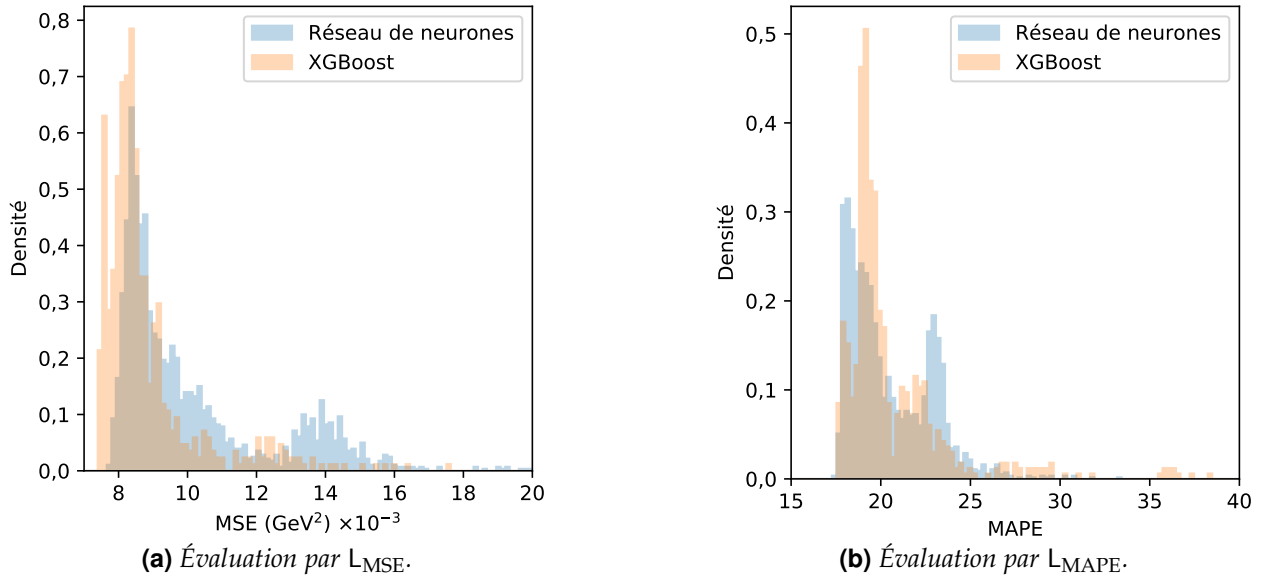 0,8
0,7
0,6
0,5
0,4
0,3
0,2
0,1
0,0
Densité
Réseau de neurones
XGBoost
8 10 12 14 16 18 20
MSE (GeV²) ×10⁻³
(a) Évaluation par L_MSE.
0,5
0,4
0,3
0,2
0,1
0,0
Densité
Réseau de neurones
XGBoost
15 20 25 30 35 40
MAPE
(b) Évaluation par L_MAPE.